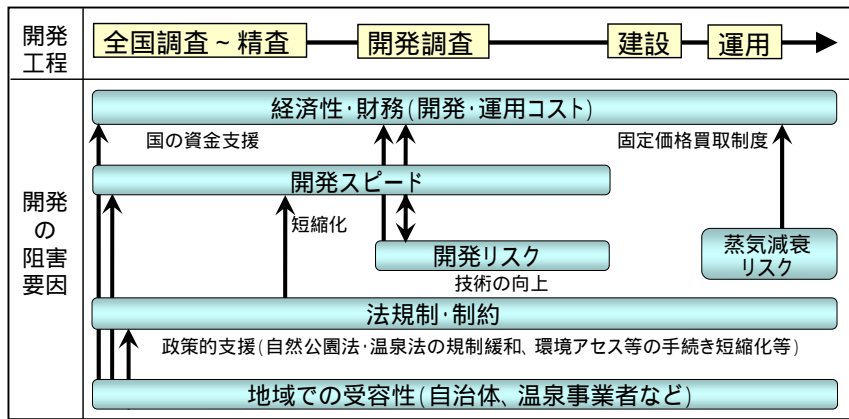 開発
工程
全国調査～精査
開発調査
建設
運用
開発
の
阻害
要因
経済性・財務(開発・運用コスト)
国の資金支援
固定価格買取制度
開発スピード
短縮化
開発リスク
技術の向上
蒸気減衰
リスク
法規制・制約
政策的支援(自然公園法・温泉法の規制緩和、環境アセス等の手続き短縮化等)
地域での受容性(自治体、温泉事業者など)